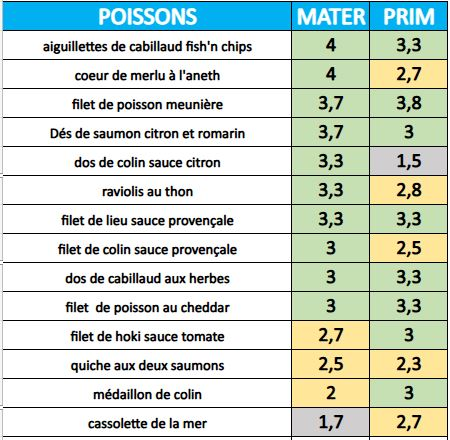 POISSONS MATER PRIM
aiguillettes de cabillaud fish'n chips 4 3,3
coeur de merlu à l'aneth 4 2,7
filet de poisson meunière 3,7 3,8
Dés de saumon citron et romarin 3,7 3
dos de colin sauce citron 3,3 1,5
raviolis au thon 3,3 2,8
filet de lieu sauce provençale 3,3 3,3
filet de colin sauce provençale 3 2,5
dos de cabillaud aux herbes 3 3,3
filet de poisson au cheddar 3 3,3
filet de hoki sauce tomate 2,7 3
quiche aux deux saumons 2,5 2,3
médaillon de colin 2 3
cassolette de la mer 1,7 2,7